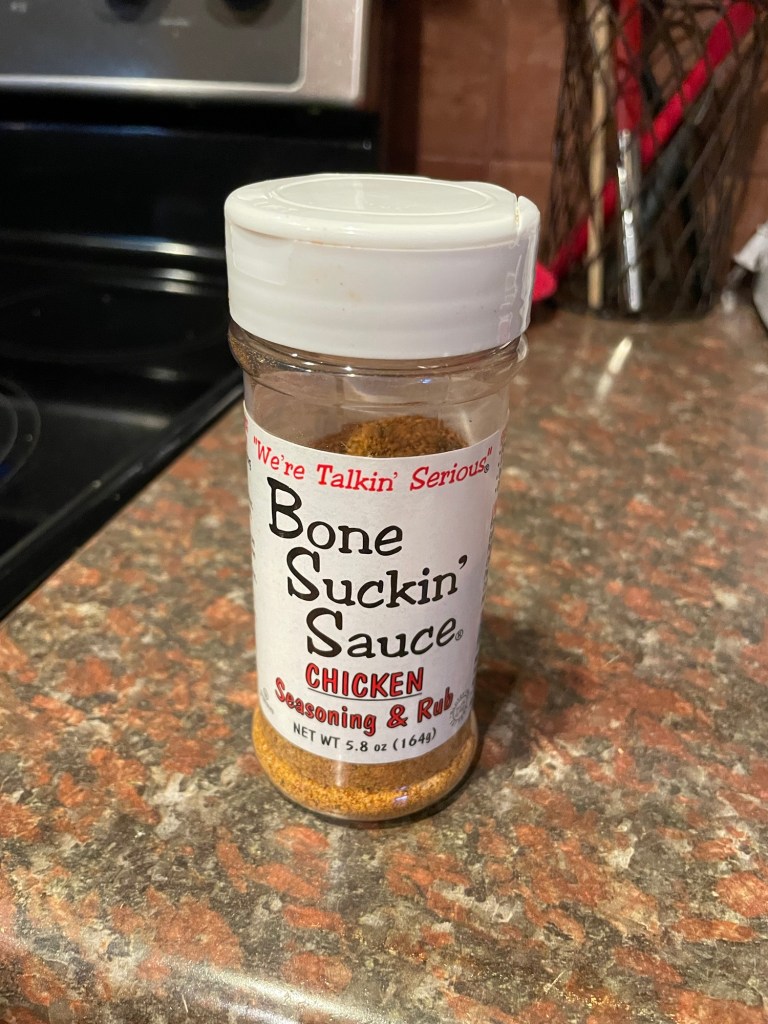 "We're Talkin' Serious"®
Bone
Suckin'
Sauce®
CHICKEN
Seasoning & Rub
NET WT 5.8 oz (164g)